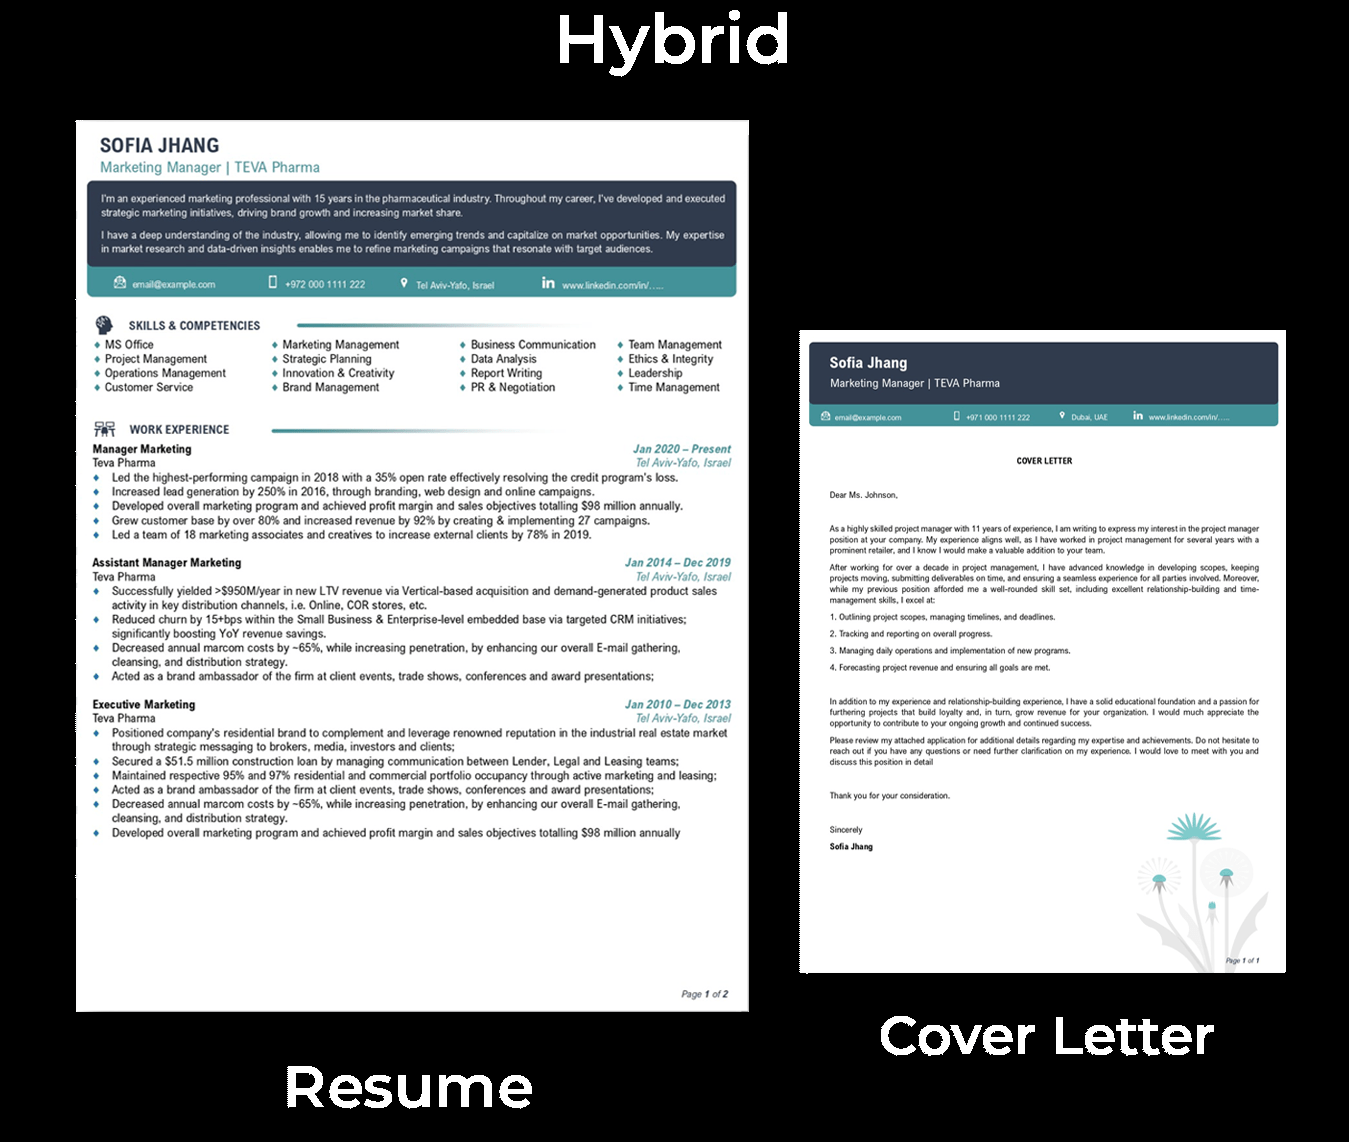 Hybrid
SOFIA JHANG
Marketing Manager | TEVA Pharma
I'm an experienced marketing professional with 15 years in the pharmaceutical industry. Throughout my career, I've developed and executed
strategic marketing initiatives, driving brand growth and increasing market share.
I have a deep understanding of the industry, allowing me to identify emerging trends and capitalize on market opportunities. My expertise
in market research and data-driven insights enables me to refine marketing campaigns that resonate with target audiences.
email@example.com +972 000 1111 222 Tel Aviv-Yafo, Israel www.linkedin.com/in/.....
SKILLS & COMPETENCIES
MS Office Marketing Management Business Communication Team Management
Project Management Strategic Planning Data Analysis Ethics & Integrity
Operations Management Innovation & Creativity Report Writing Leadership
Customer Service Brand Management PR & Negotiation Time Management
WORK EXPERIENCE
Manager Marketing Jan 2020 – Present
Teva Pharma Tel Aviv-Yafo, Israel
Led the highest-performing campaign in 2018 with a 35% open rate effectively resolving the credit program's loss.
Increased lead generation by 250% in 2016, through branding, web design and online campaigns.
Developed overall marketing program and achieved profit margin and sales objectives totalling $98 million annually.
Grew customer base by over 80% and increased revenue by 92% by creating & implementing 27 campaigns.
Led a team of 18 marketing associates and creatives to increase external clients by 78% in 2019.
Assistant Manager Marketing Jan 2014 – Dec 2019
Teva Pharma Tel Aviv-Yafo, Israel
Successfully yielded >$950M/year in new LTV revenue via Vertical-based acquisition and demand-generated product sales
activity in key distribution channels, i.e. Online, COR stores, etc.
Reduced churn by 15+bps within the Small Business & Enterprise-level embedded base via targeted CRM initiatives;
significantly boosting YoY revenue savings.
Decreased annual marcom costs by ~65%, while increasing penetration, by enhancing our overall E-mail gathering,
cleansing, and distribution strategy.
Acted as a brand ambassador of the firm at client events, trade shows, conferences and award presentations;
Executive Marketing Jan 2010 – Dec 2013
Teva Pharma Tel Aviv-Yafo, Israel
Positioned company's residential brand to complement and leverage renowned reputation in the industrial real estate market
through strategic messaging to brokers, media, investors and clients;
Secured a $51.5 million construction loan by managing communication between Lender, Legal and Leasing teams;
Maintained respective 95% and 97% residential and commercial portfolio occupancy through active marketing and leasing;
Acted as a brand ambassador of the firm at client events, trade shows, conferences and award presentations;
Decreased annual marcom costs by ~65%, while increasing penetration, by enhancing our overall E-mail gathering,
cleansing, and distribution strategy.
Developed overall marketing program and achieved profit margin and sales objectives totalling $98 million annually
Page 1 of 2
Resume
Sofia Jhang
Marketing Manager | TEVA Pharma
email@example.com +971 000 1111 222 Dubai, UAE www.linkedin.com/in/.....
COVER LETTER
Dear Ms. Johnson,
As a highly skilled project manager with 11 years of experience, I am writing to express my interest in the project manager
position at your company. My experience aligns well, as I have worked in project management for several years with a
prominent retailer, and I know I would make a valuable addition to your team.
After working for over a decade in project management, I have advanced knowledge in developing scopes, keeping
projects moving, submitting deliverables on time, and ensuring a seamless experience for all parties involved. Moreover,
while my previous position afforded me a well-rounded skill set, including excellent relationship-building and time-
management skills, I excel at:
1. Outlining project scopes, managing timelines, and deadlines.
2. Tracking and reporting on overall progress.
3. Managing daily operations and implementation of new programs.
4. Forecasting project revenue and ensuring all goals are met.
In addition to my experience and relationship-building experience, I have a solid educational foundation and a passion for
furthering projects that build loyalty and, in turn, grow revenue for your organization. I would much appreciate the
opportunity to contribute to your ongoing growth and continued success.
Please review my attached application for additional details regarding my expertise and achievements. Do not hesitate to
reach out if you have any questions or need further clarification on my experience. I would love to meet with you and
discuss this position in detail
Thank you for your consideration.
Sincerely
Sofia Jhang
Page 1 of 1
Cover Letter